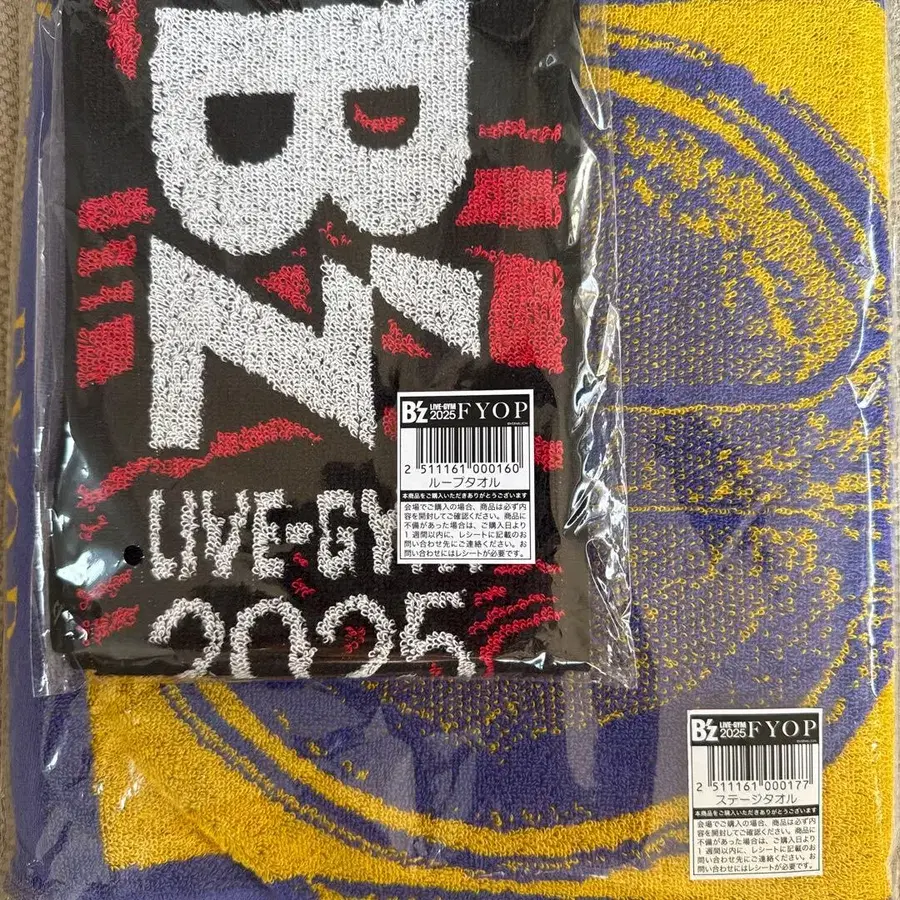 B
Z
LIVE-GYM
2025
B'z LIVE-GYM 2025 FYOP
2 511161 000160
ループタオル
本商品をご購入いただきありがとうございます
会場でご購入の場合、商品は必ず内
容を開封してご確認ください。商品に
不備があった場合は、ご購入日より
1週間以内に、レシートに記載のお
問い合わせ先にご連絡ください。お
問い合わせにはレシートが必要です。
B'z LIVE-GYM 2025 FYOP
2 511161 000177
ステージタオル
本商品をご購入いただきありがとうございます
会場でご購入の場合、商品は必ず内
容を開封してご確認ください。商品に
不備があった場合は、ご購入日より
1週間以内に、レシートに記載のお
問い合わせ先にご連絡ください。お
問い合わせにはレシートが必要です。